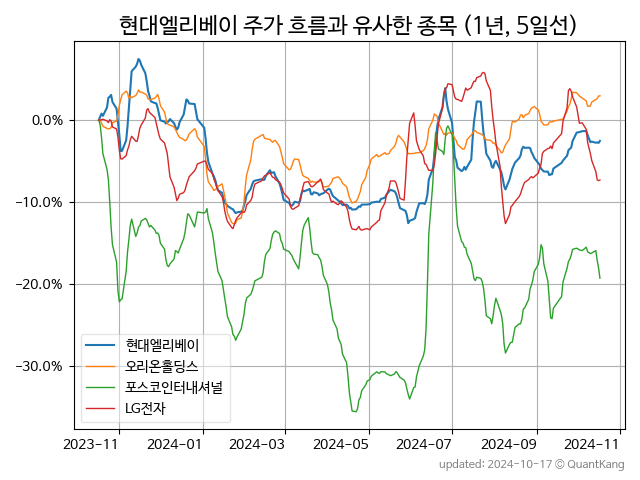 현대엘리베이 주가 흐름과 유사한 종목 (1년, 5일선)
0.0%
−10.0%
−20.0%
−30.0%
현대엘리베이
오리온홀딩스
포스코인터내셔널
LG전자
2023-11 2024-01 2024-03 2024-05 2024-07 2024-09 2024-11
updated: 2024-10-17 © QuantKang